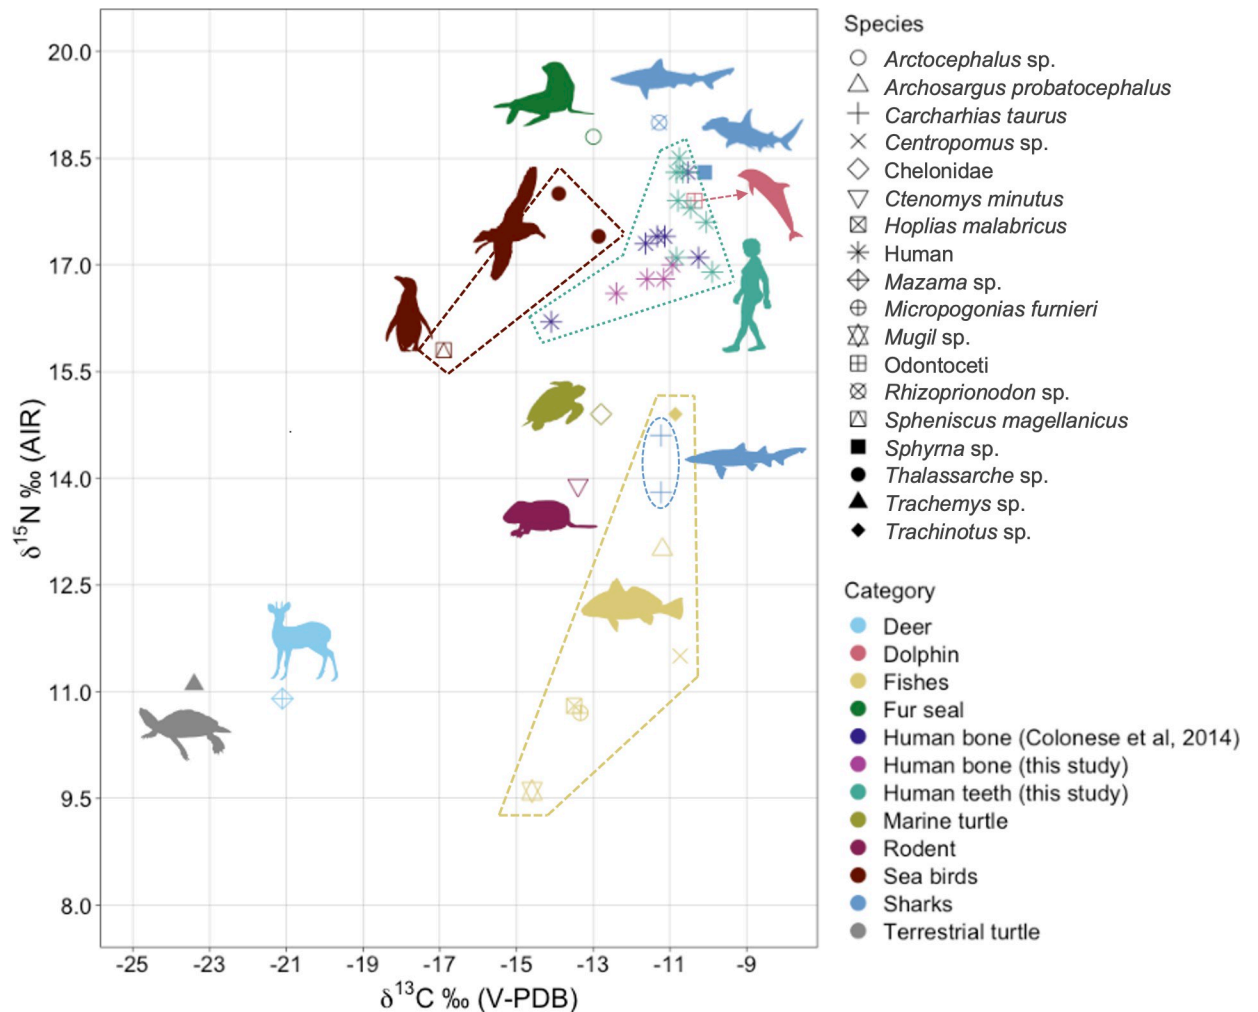 δ15N ‰ (AIR)
20.0
18.5
17.0
15.5
14.0
12.5
11.0
9.5
8.0
-25 -23 -21 -19 -17 -15 -13 -11 -9
δ13C ‰ (V-PDB)
Species
Arctocephalus sp.
Archosargus probatocephalus
Carcharhias taurus
Centropomus sp.
Chelonidae
Ctenomys minutus
Hoplias malabricus
Human
Mazama sp.
Micropogonias furnieri
Mugil sp.
Odontoceti
Rhizoprionodon sp.
Spheniscus magellanicus
Sphyrna sp.
Thalassarche sp.
Trachemys sp.
Trachinotus sp.
Category
Deer
Dolphin
Fishes
Fur seal
Human bone (Colonese et al, 2014)
Human bone (this study)
Human teeth (this study)
Marine turtle
Rodent
Sea birds
Sharks
Terrestrial turtle